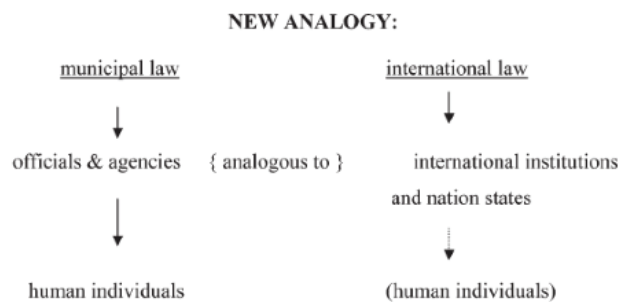 NEW ANALOGY:
municipal law international law
officials & agencies { analogous to } international institutions
and nation states
human individuals (human individuals)